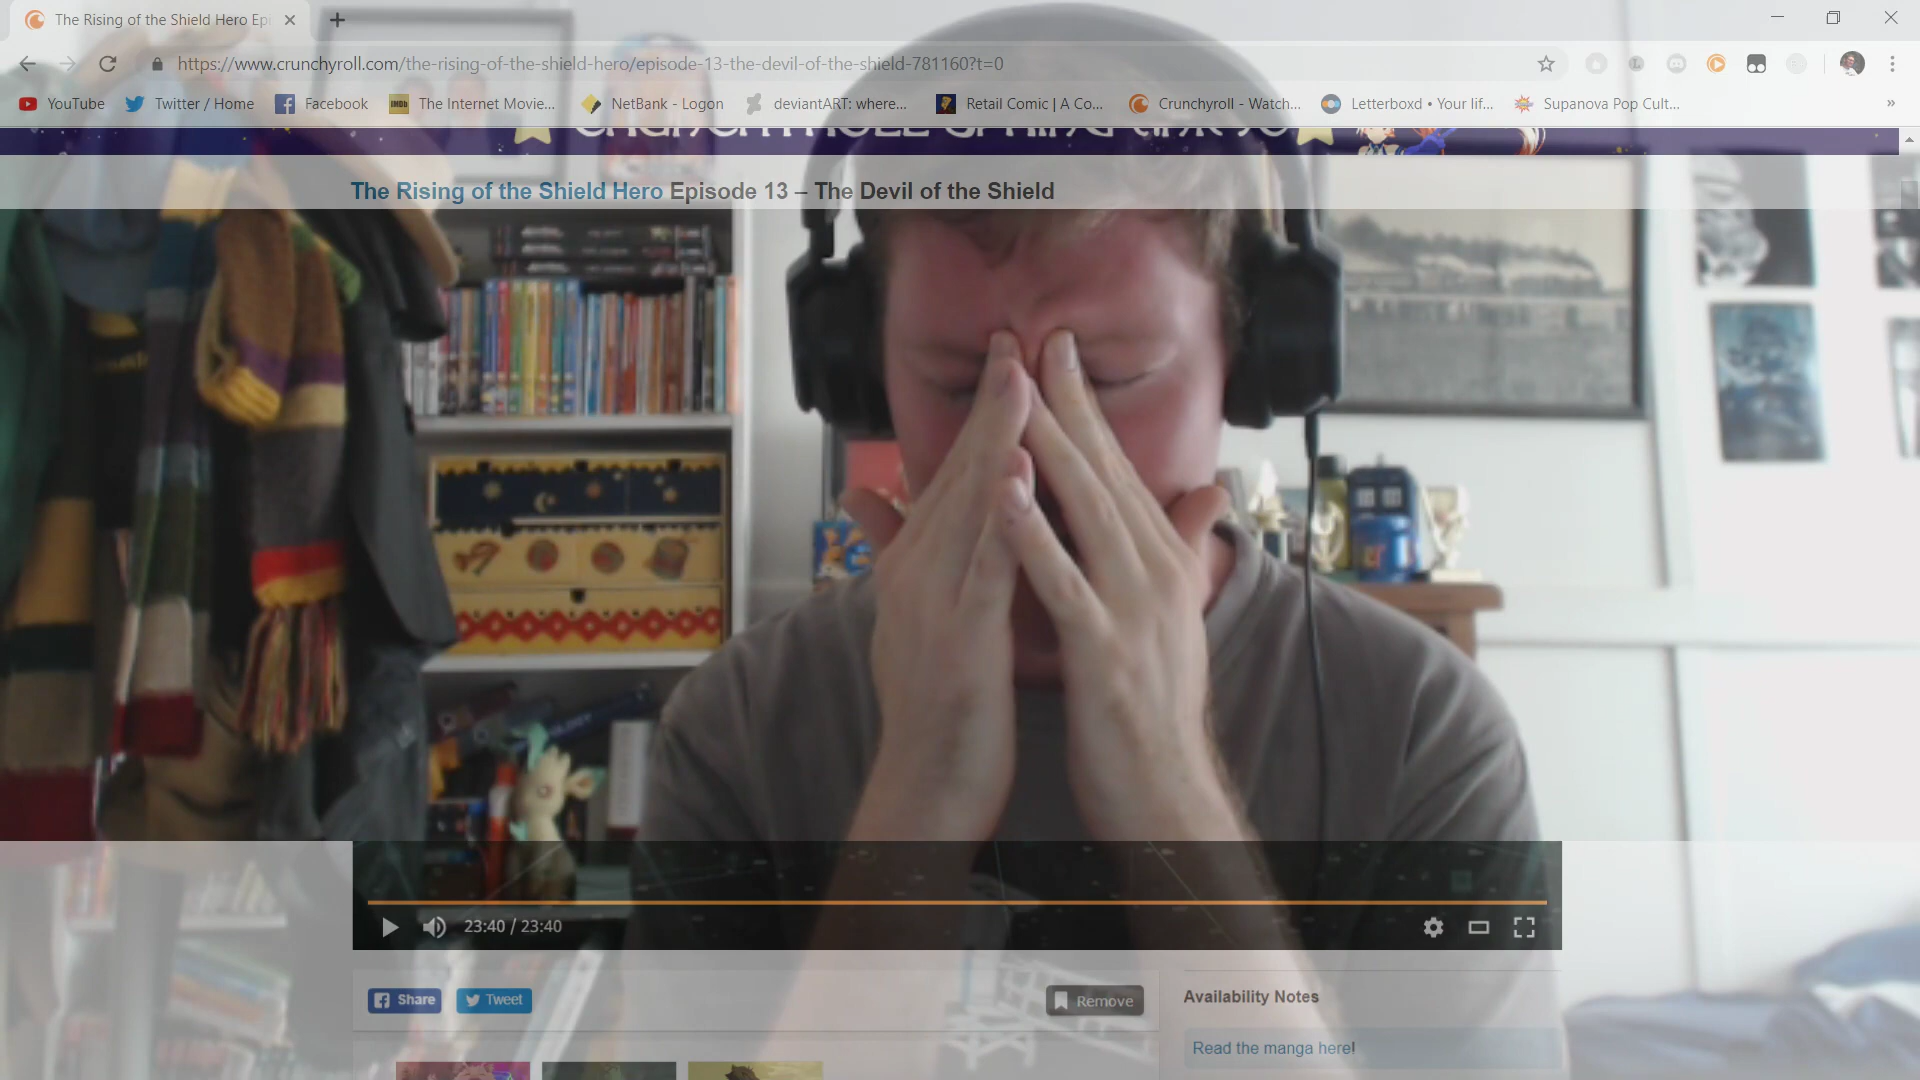 The Rising of the Shield Hero Ep
https://www.crunchyroll.com/the-rising-of-the-shield-hero/episode-13-the-devil-of-the-shield-781160?t=0
YouTube
Twitter / Home
Facebook
IMDb
The Internet Movie...
NetBank - Logon
deviantART: where...
Retail Comic | A Co...
Crunchyroll - Watch...
Letterboxd • Your lif...
Supanova Pop Cult...
»
The Rising of the Shield Hero Episode 13 – The Devil of the Shield
23:40 / 23:40
Share
Tweet
Remove
Availability Notes
Read the manga here!